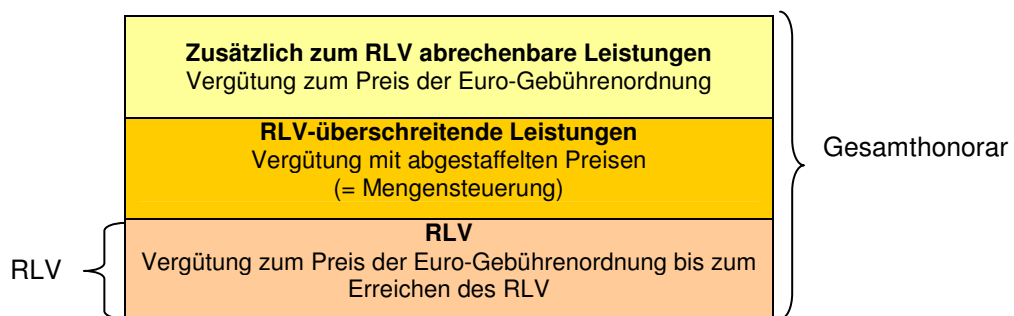 Zusätzlich zum RLV abrechenbare Leistungen
Vergütung zum Preis der Euro-Gebührenordnung
RLV-überschreitende Leistungen
Vergütung mit abgestaffelten Preisen
(= Mengensteuerung)
Gesamthonorar
RLV
RLV
Vergütung zum Preis der Euro-Gebührenordnung bis zum
Erreichen des RLV